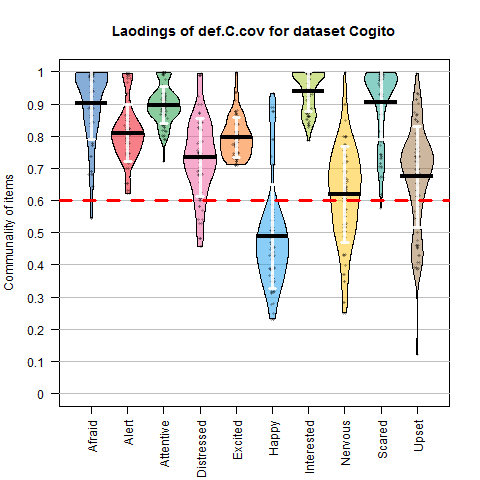 Laodings of def.C.cov for dataset Cogito
Communality of items
1
0.9
0.8
0.7
0.6
0.5
0.4
0.3
0.2
0.1
0
Afraid
Alert
Attentive
Distressed
Excited
Happy
Interested
Nervous
Scared
Upset